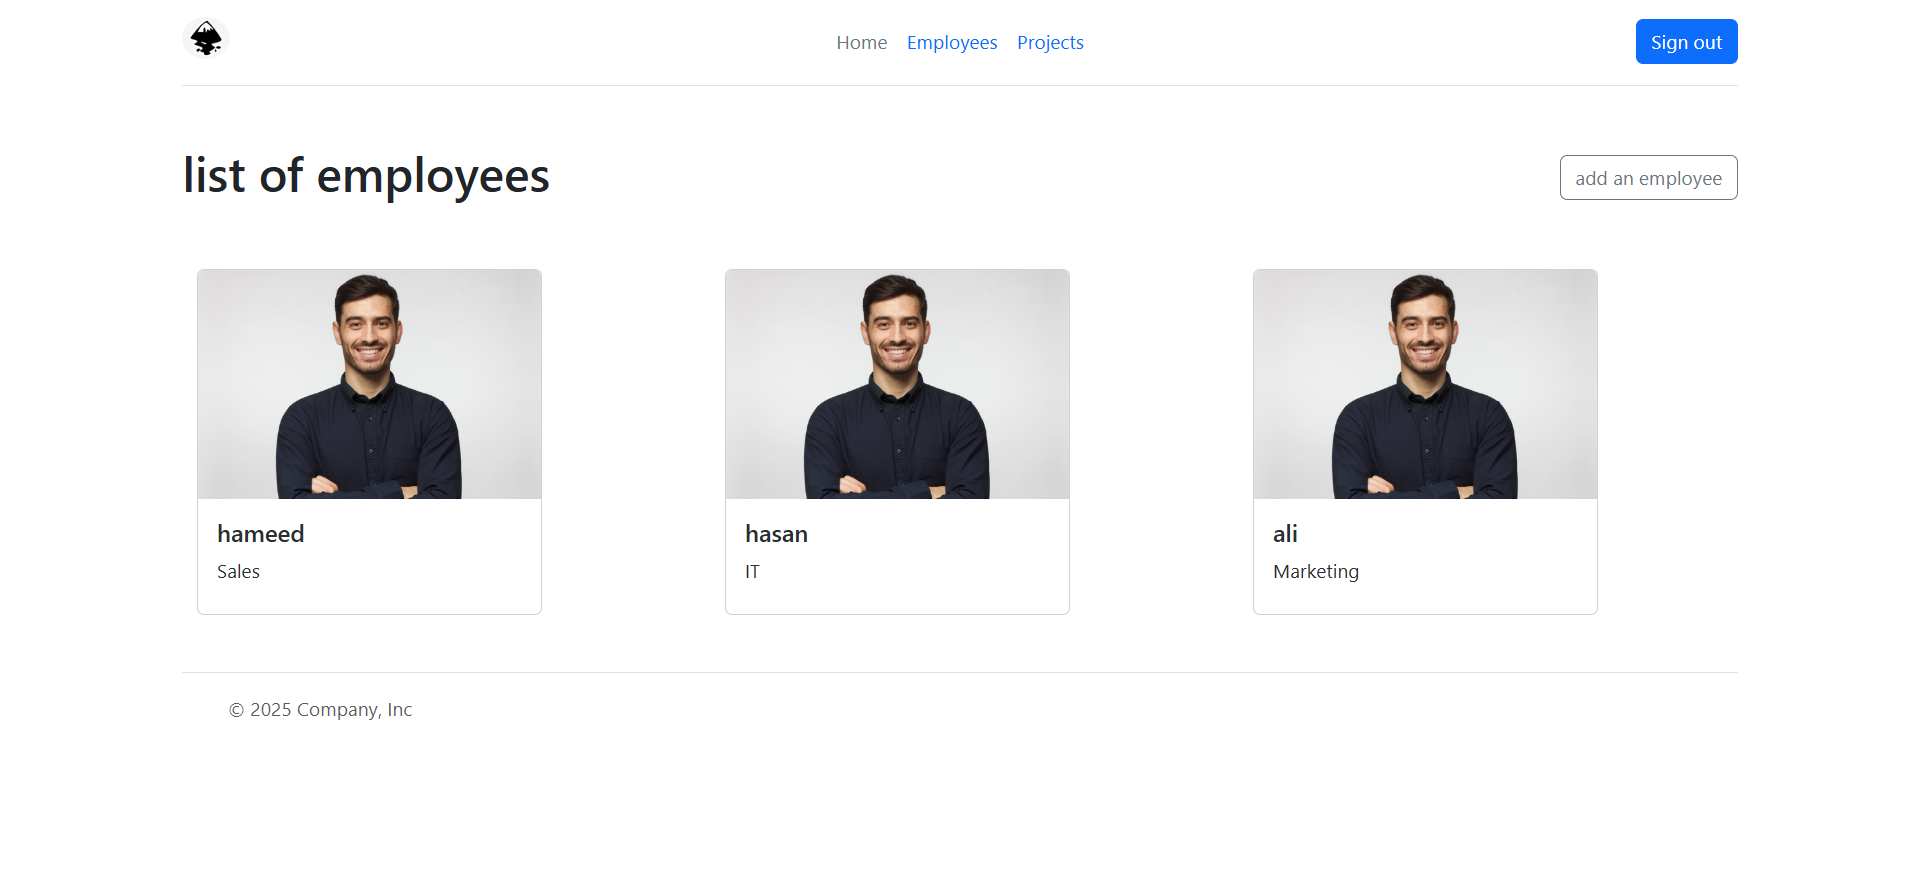 Home Employees Projects Sign out
list of employees add an employee
hameed hasan ali
Sales IT Marketing
© 2025 Company, Inc